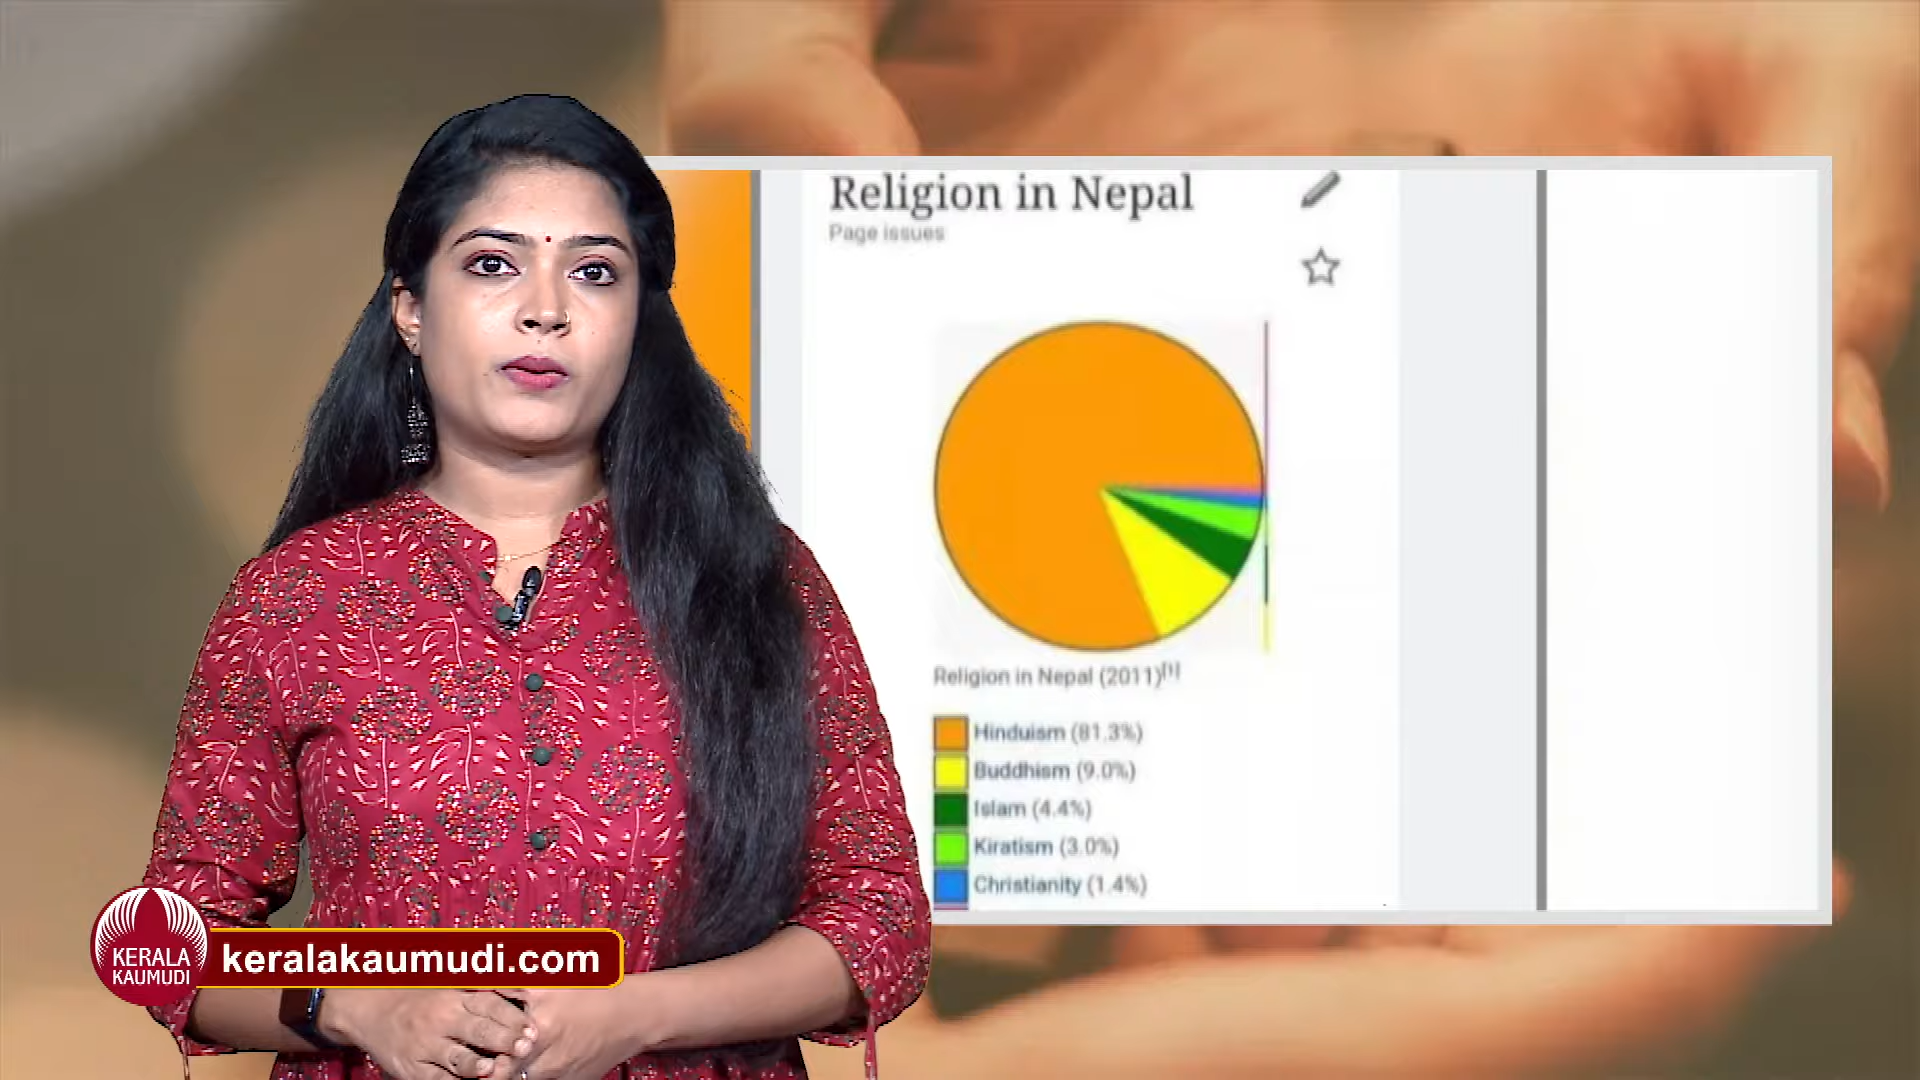 Religion in Nepal
Page issues
Religion in Nepal (2011)[1]
Hinduism (81.3%)
Buddhism (9.0%)
Islam (4.4%)
Kiratism (3.0%)
Christianity (1.4%)
KERALA
KAUMUDI
keralakaumudi.com